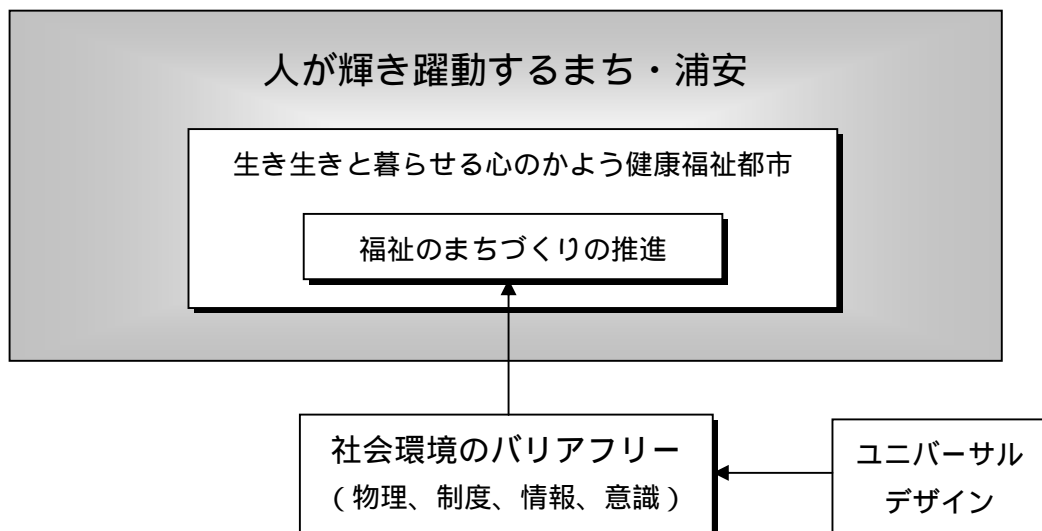 人が輝き躍動するまち・浦安
生き生きと暮らせる心のかよう健康福祉都市
福祉のまちづくりの推進
社会環境のバリアフリー
（物理、制度、情報、意識）
ユニバーサル
デザイン